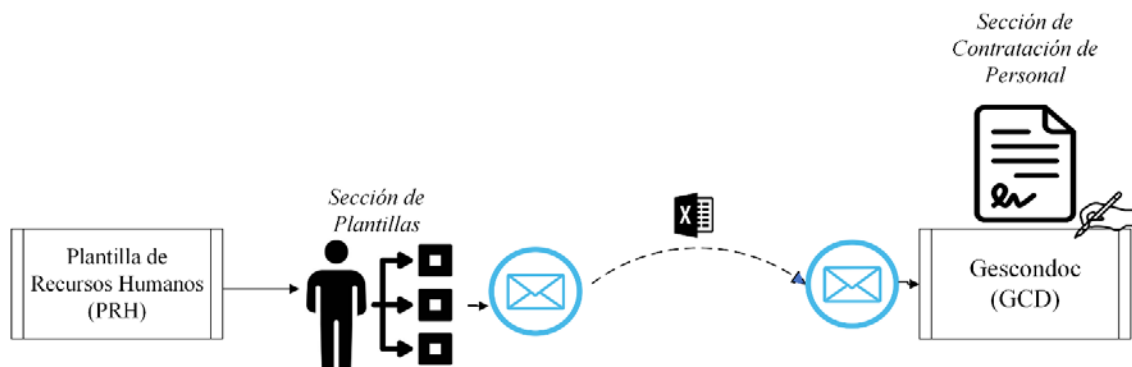 Sección de
Contratación de
Personal
Sección de
Plantillas
X
Plantilla de
Recursos Humanos
(PRH)
Gescondoc
(GCD)